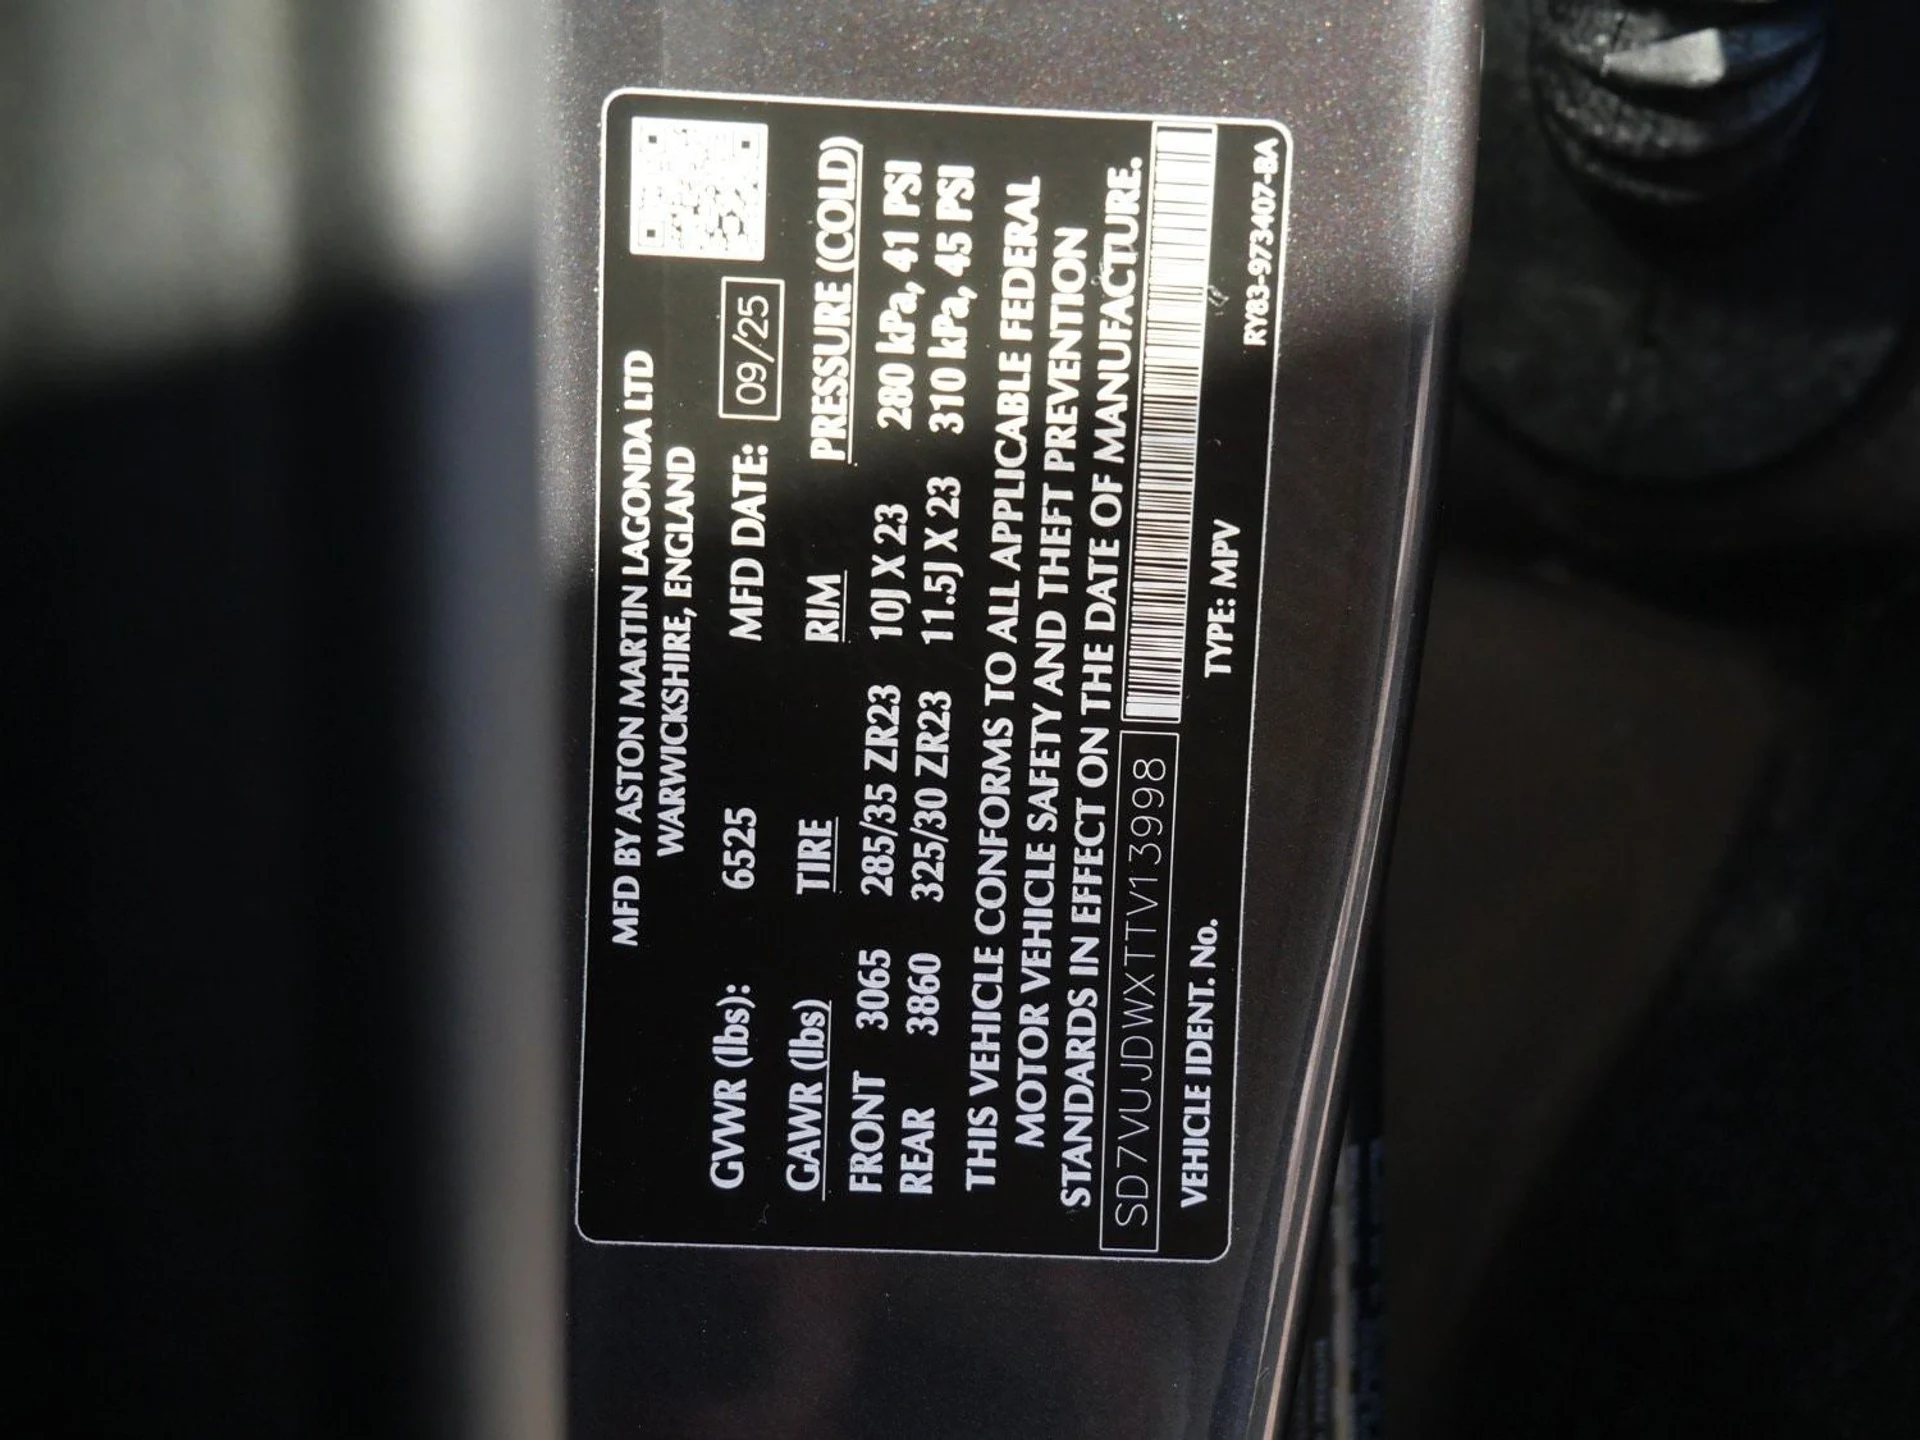 MFD BY ASTON MARTIN LAGONDA LTD
WARWICKSHIRE, ENGLAND
GVWR (lbs): 6525 MFD DATE: 09/25
GAWR (lbs) TIRE RIM PRESSURE (COLD)
FRONT 3065 285/35 ZR23 10J X 23 280 kPa, 41 PSI
REAR 3860 325/30 ZR23 11.5J X 23 310 kPa, 45 PSI
THIS VEHICLE CONFORMS TO ALL APPLICABLE FEDERAL
MOTOR VEHICLE SAFETY AND THEFT PREVENTION
STANDARDS IN EFFECT ON THE DATE OF MANUFACTURE.
SD7VUJDWXTTV13998
VEHICLE IDENT. No. TYPE: MPV
RY83-973407-BA